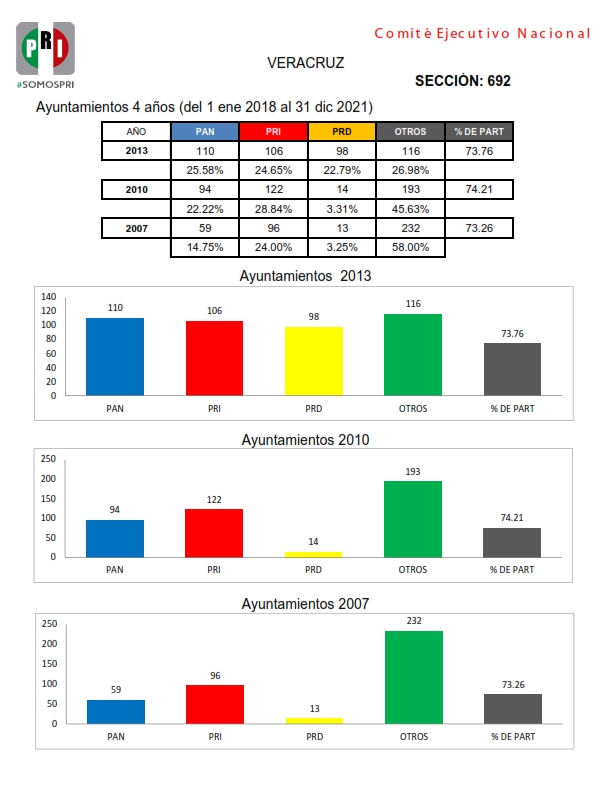 Comité Ejecutivo Nacional
PRI
#SOMOSPRI
VERACRUZ
SECCIÓN: 692
Ayuntamientos 4 años (del 1 ene 2018 al 31 dic 2021)
AÑO PAN PRI PRD OTROS % DE PART
2013 110 106 98 116 73.76
25.58% 24.65% 22.79% 26.98%
2010 94 122 14 193 74.21
22.22% 28.84% 3.31% 45.63%
2007 59 96 13 232 73.26
14.75% 24.00% 3.25% 58.00%
Ayuntamientos 2013
140
120
100
80
60
40
20
0
110 106 98 116 73.76
PAN PRI PRD OTROS % DE PART
Ayuntamientos 2010
250
200
150
100
50
0
94 122 14 193 74.21
PAN PRI PRD OTROS % DE PART
Ayuntamientos 2007
250
200
150
100
50
0
59 96 13 232 73.26
PAN PRI PRD OTROS % DE PART